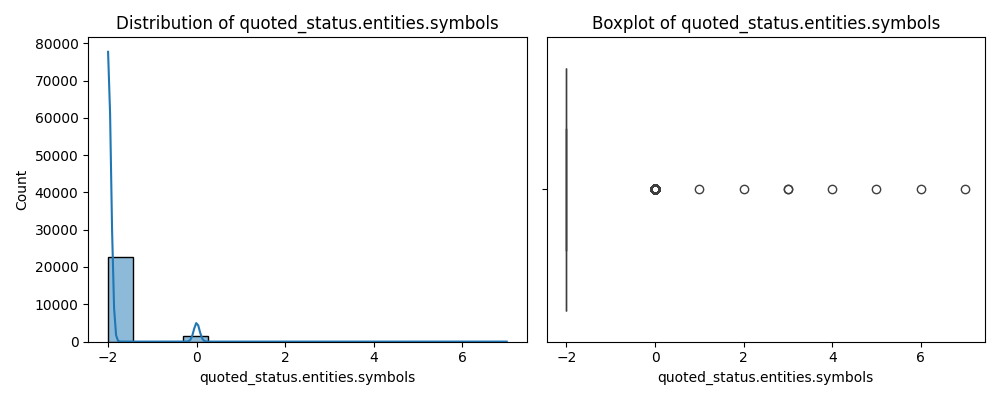 Distribution of quoted_status.entities.symbols
80000
70000
60000
50000
40000
30000
20000
10000
0
Count
−2 0 2 4 6
quoted_status.entities.symbols
Boxplot of quoted_status.entities.symbols
−2 0 2 4 6
quoted_status.entities.symbols